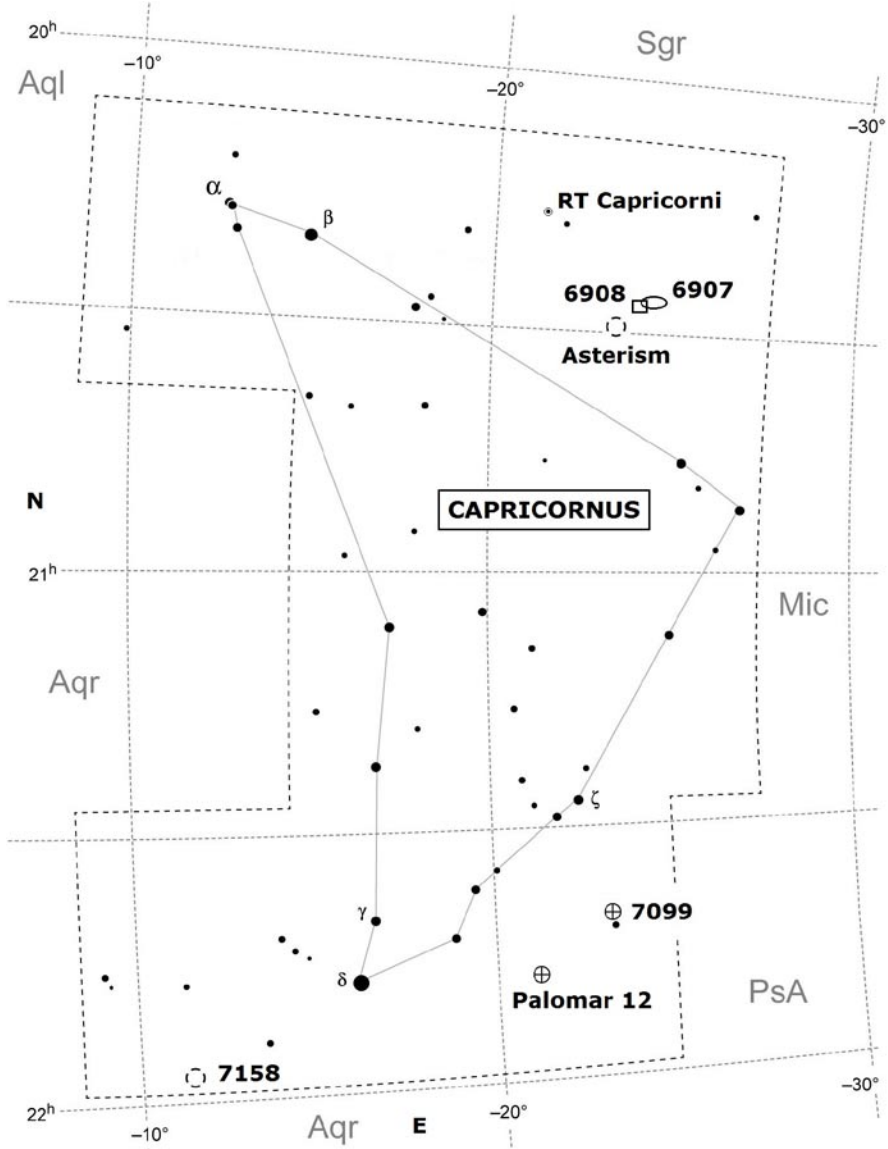 20h
−10°
Sgr
−20°
−30°
Aql
α
β
RT Capricorni
6908
6907
Asterism
N
CAPRICORNUS
21h
Mic
Aqr
ζ
γ
7099
δ
Palomar 12
PsA
7158
22h
−10°
−20°
−30°
Aqr
E